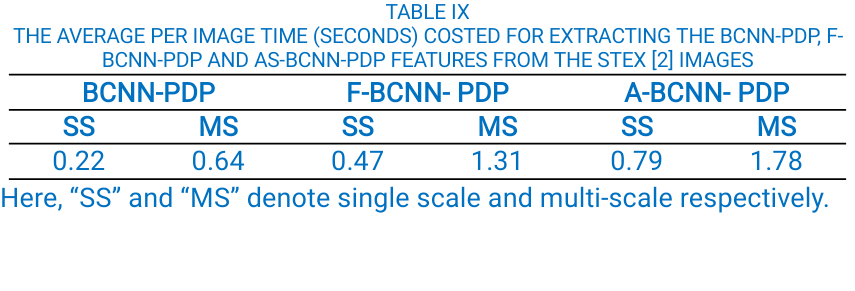 TABLE IX
THE AVERAGE PER IMAGE TIME (SECONDS) COSTED FOR EXTRACTING THE BCNN-PDP, F-
BCNN-PDP AND AS-BCNN-PDP FEATURES FROM THE STEX [2] IMAGES
BCNN-PDP F-BCNN- PDP A-BCNN- PDP
SS MS SS MS SS MS
0.22 0.64 0.47 1.31 0.79 1.78
Here, “SS” and “MS” denote single scale and multi-scale respectively.